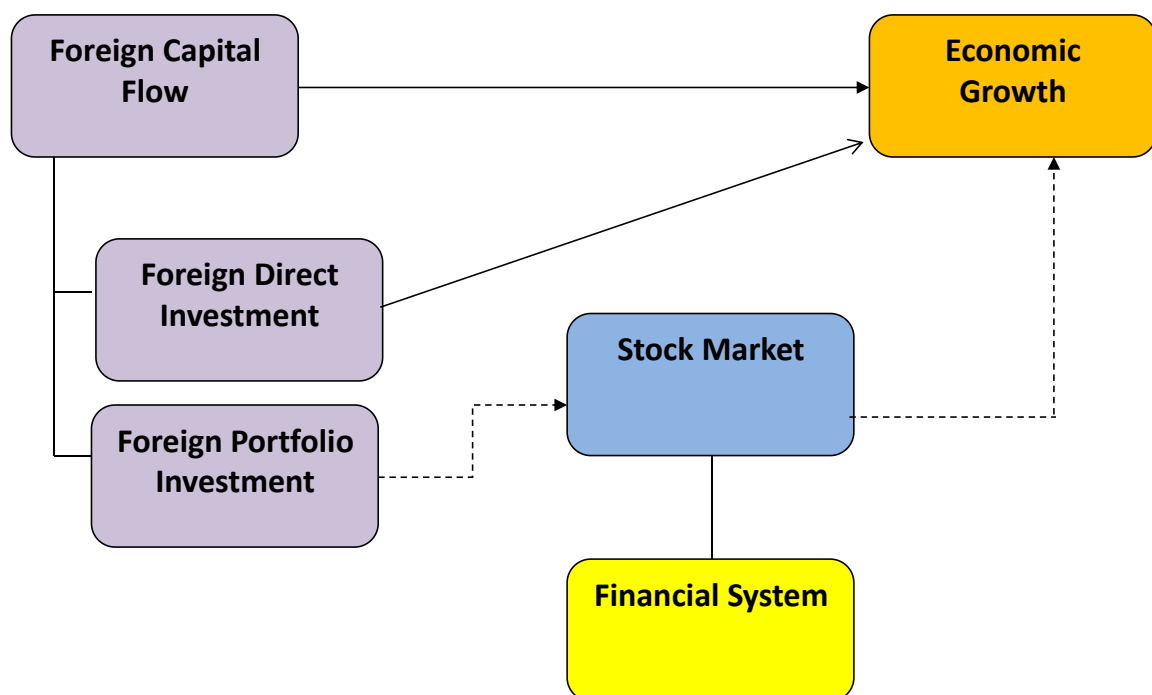 Foreign Capital
Flow
Economic
Growth
Foreign Direct
Investment
Stock Market
Foreign Portfolio
Investment
Financial System